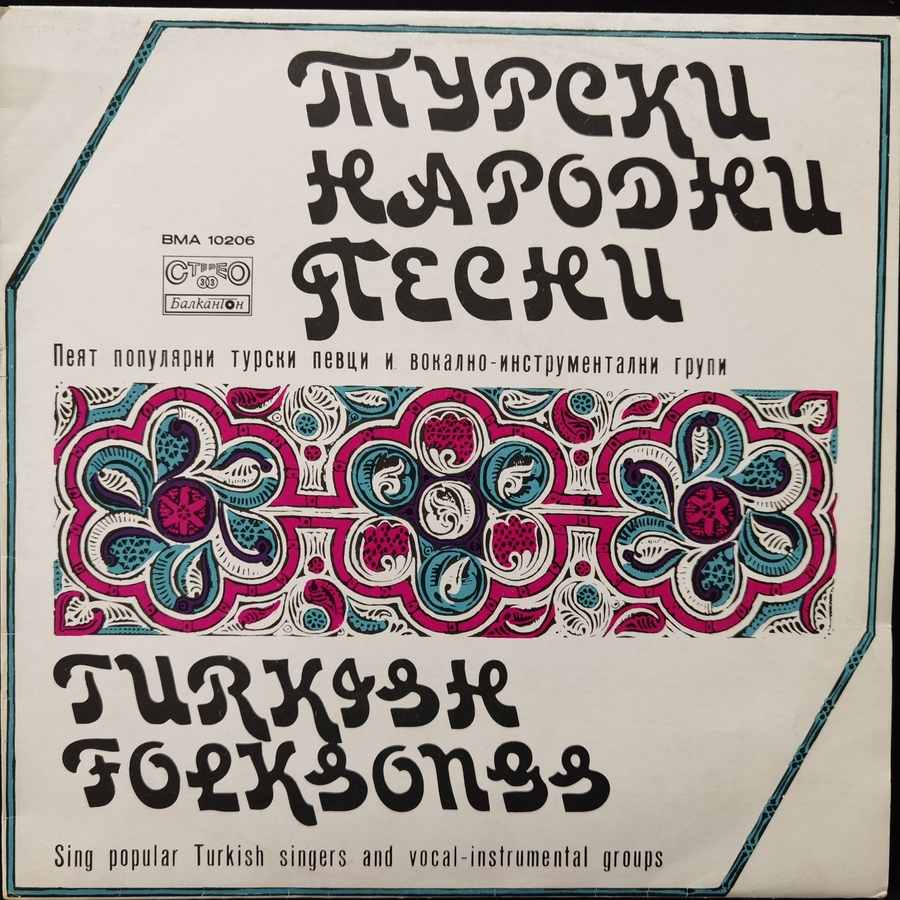 ТУРСКИ
НАРОДНИ
ПЕСНИ
ВМА 10206
СТЕРЕО
33
Балкантон
Пеят популярни турски певци и вокално-инструментални групи
TURKISH
FOLKSONGS
Sing popular Turkish singers and vocal-instrumental groups